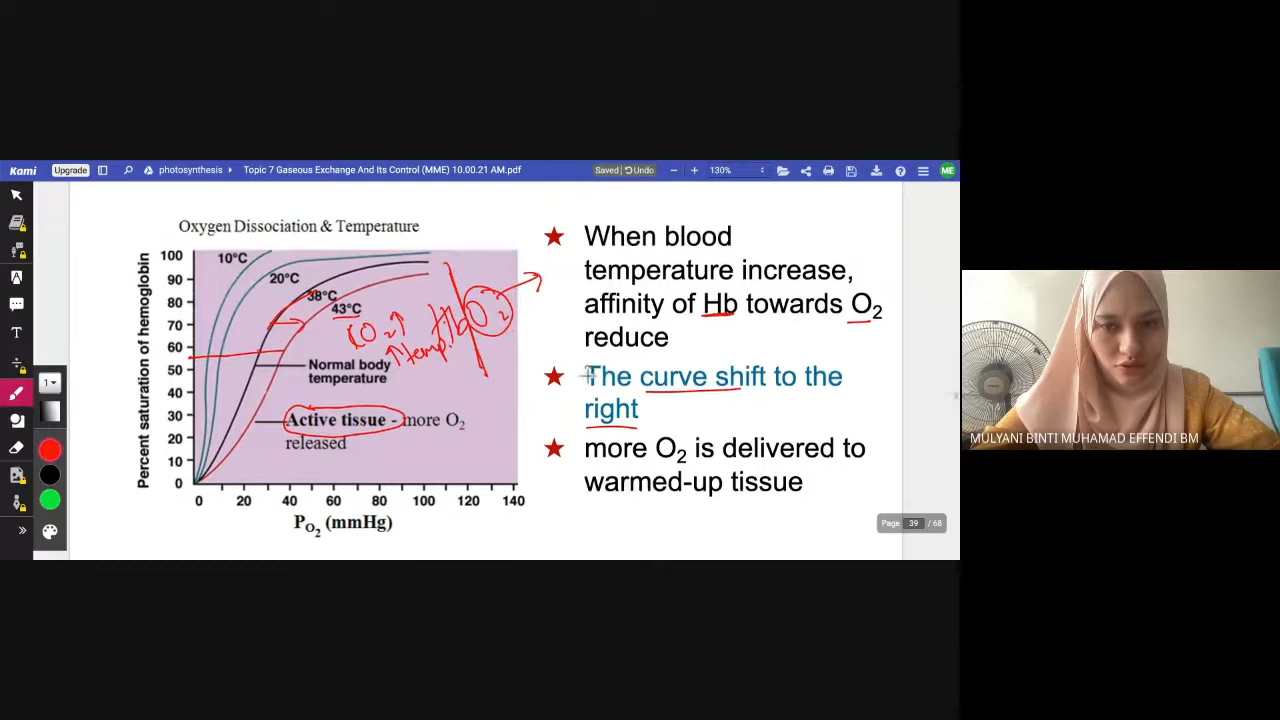 Kami
Upgrade
photosynthesis
Topic 7 Gaseous Exchange And Its Control (MME) 10.00.21 AM.pdf
Saved
Undo
130%
ME
Oxygen Dissociation & Temperature
Percent saturation of hemoglobin
100
90
80
70
60
50
40
30
20
10
0
10°C
20°C
38°C
43°C
CO2↑
↑temp.
HbO2
Normal body
temperature
Active tissue - more O2
released
0 20 40 60 80 100 120 140
PO2 (mmHg)
★ When blood
temperature increase,
affinity of Hb towards O2
reduce
★ The curve shift to the
right
★ more O2 is delivered to
warmed-up tissue
Page 39 / 68
1
MULYANI BINTI MUHAMAD EFFENDI BM